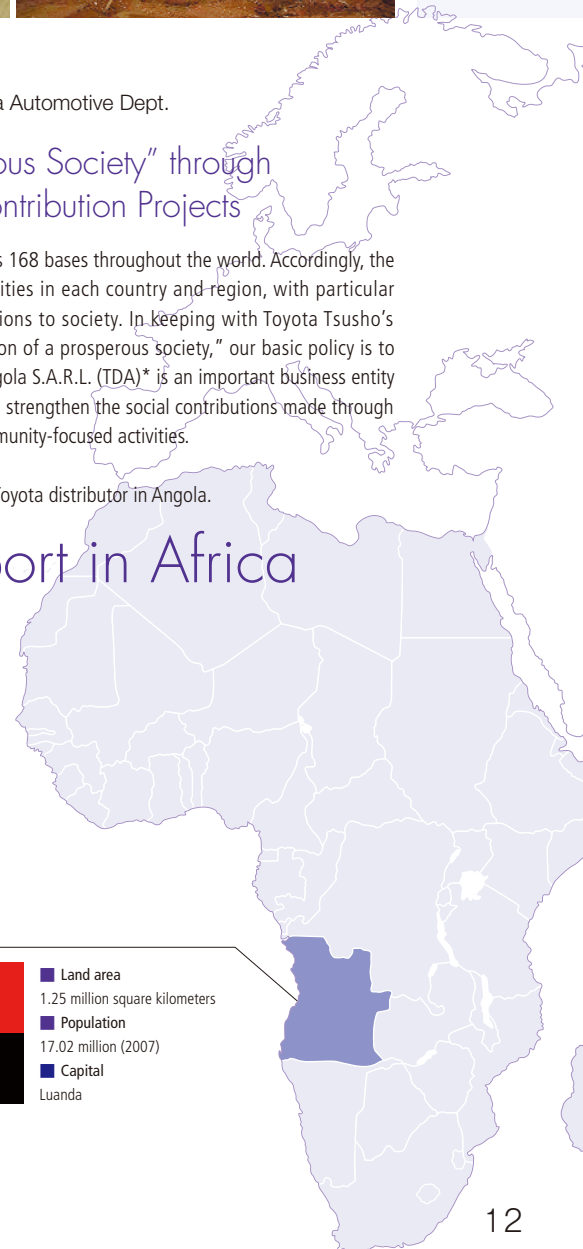 a Automotive Dept.
ous Society” through
ontribution Projects
s 168 bases throughout the world. Accordingly, the
ities in each country and region, with particular
ions to society. In keeping with Toyota Tsusho’s
on of a prosperous society,” our basic policy is to
gola S.A.R.L. (TDA)* is an important business entity
strengthen the social contributions made through
munity-focused activities.
Toyota distributor in Angola.
port in Africa
Land area
1.25 million square kilometers
Population
17.02 million (2007)
Capital
Luanda
12